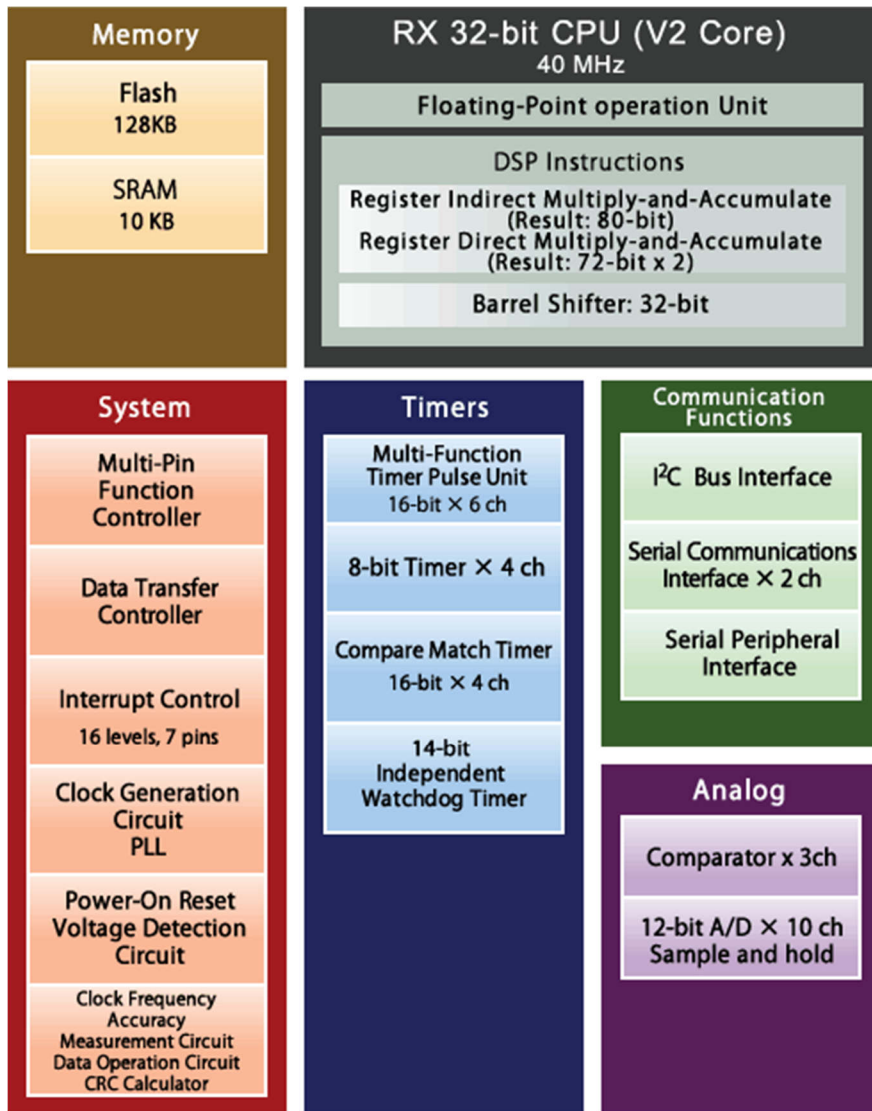 Memory
Flash
128KB
SRAM
10 KB
RX 32-bit CPU (V2 Core)
40 MHz
Floating-Point operation Unit
DSP Instructions
Register Indirect Multiply-and-Accumulate
(Result: 80-bit)
Register Direct Multiply-and-Accumulate
(Result: 72-bit x 2)
Barrel Shifter: 32-bit
System
Multi-Pin
Function
Controller
Data Transfer
Controller
Interrupt Control
16 levels, 7 pins
Clock Generation
Circuit
PLL
Power-On Reset
Voltage Detection
Circuit
Clock Frequency
Accuracy
Measurement Circuit
Data Operation Circuit
CRC Calculator
Timers
Multi-Function
Timer Pulse Unit
16-bit × 6 ch
8-bit Timer × 4 ch
Compare Match Timer
16-bit × 4 ch
14-bit
Independent
Watchdog Timer
Communication
Functions
I²C Bus Interface
Serial Communications
Interface × 2 ch
Serial Peripheral
Interface
Analog
Comparator x 3ch
12-bit A/D × 10 ch
Sample and hold